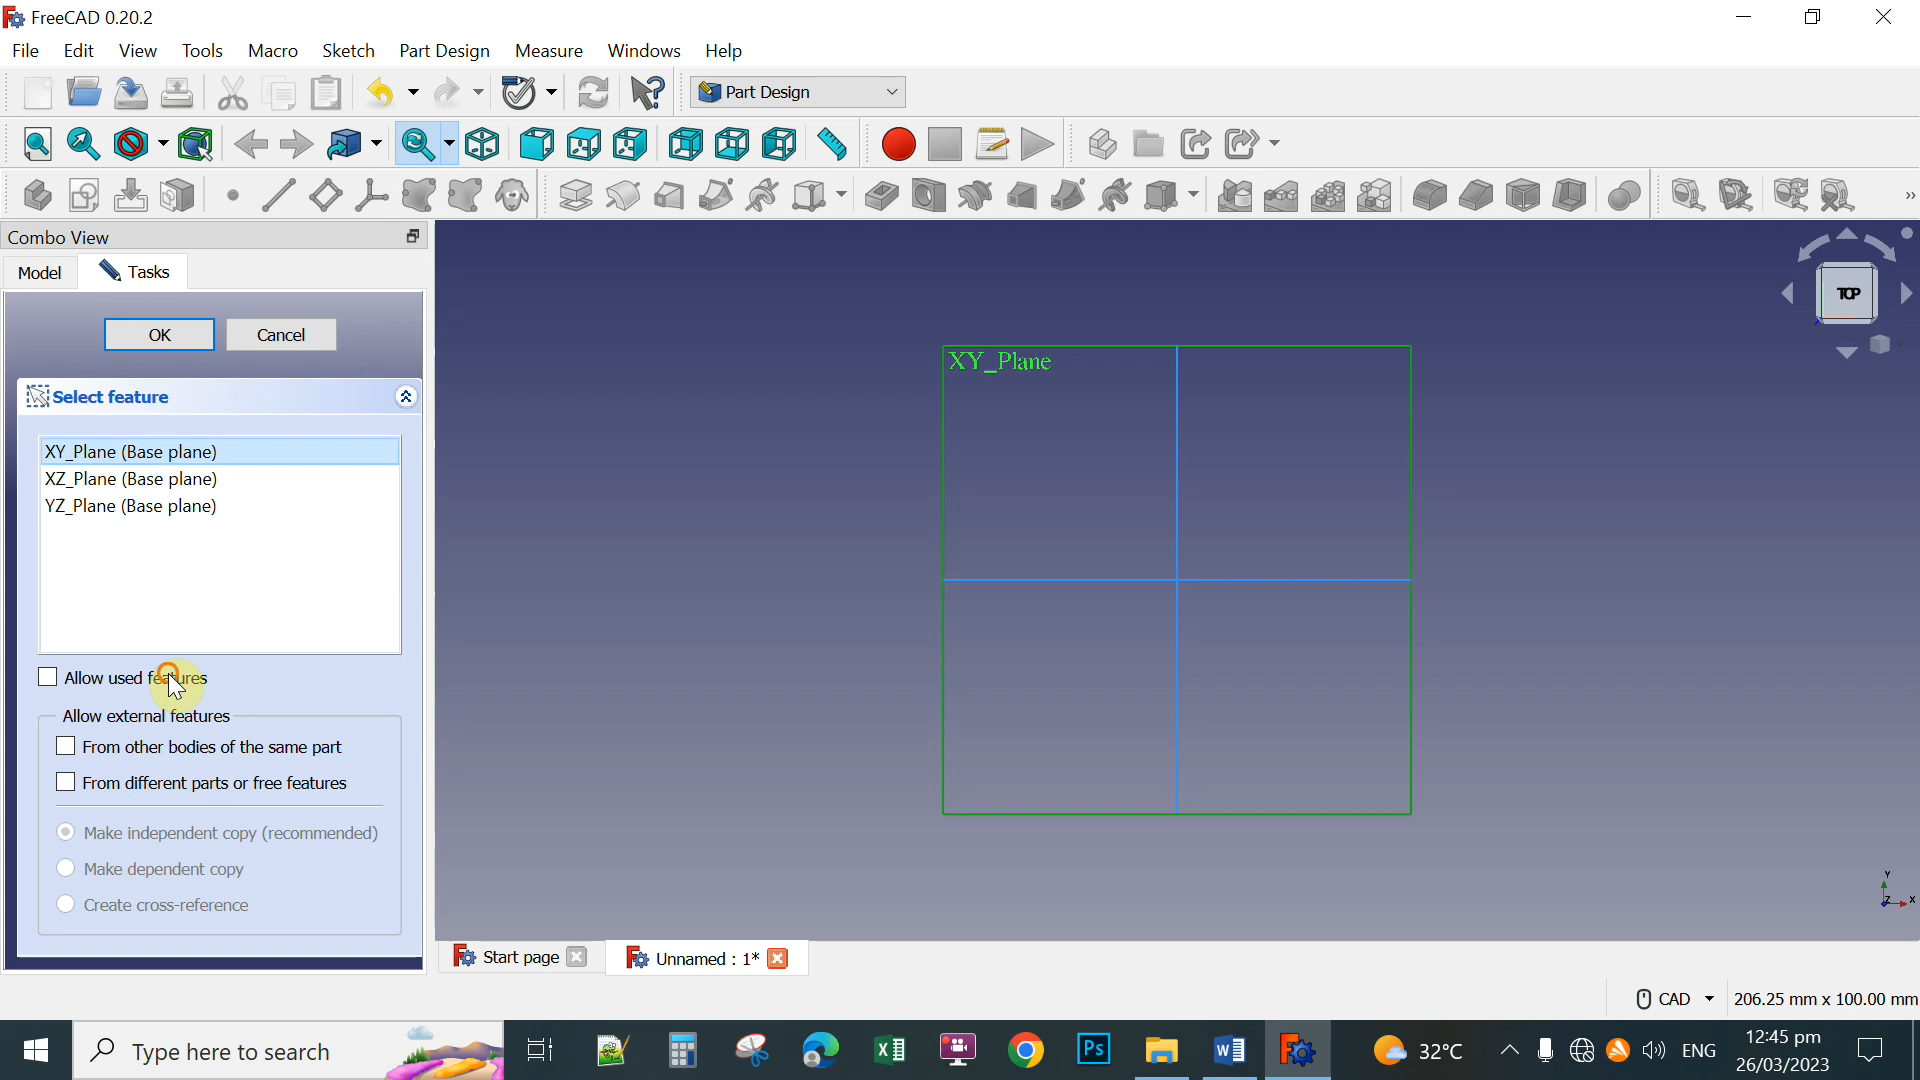 FreeCAD 0.20.2
File Edit View Tools Macro Sketch Part Design Measure Windows Help
Part Design
Combo View
Model Tasks
OK Cancel
Select feature
XY_Plane (Base plane)
XZ_Plane (Base plane)
YZ_Plane (Base plane)
Allow used features
Allow external features
From other bodies of the same part
From different parts or free features
Make independent copy (recommended)
Make dependent copy
Create cross-reference
XY_Plane
TOP
Y
Z X
Start page Unnamed : 1*
CAD 206.25 mm x 100.00 mm
Type here to search
Ps
32°C
ENG
12:45 pm
26/03/2023